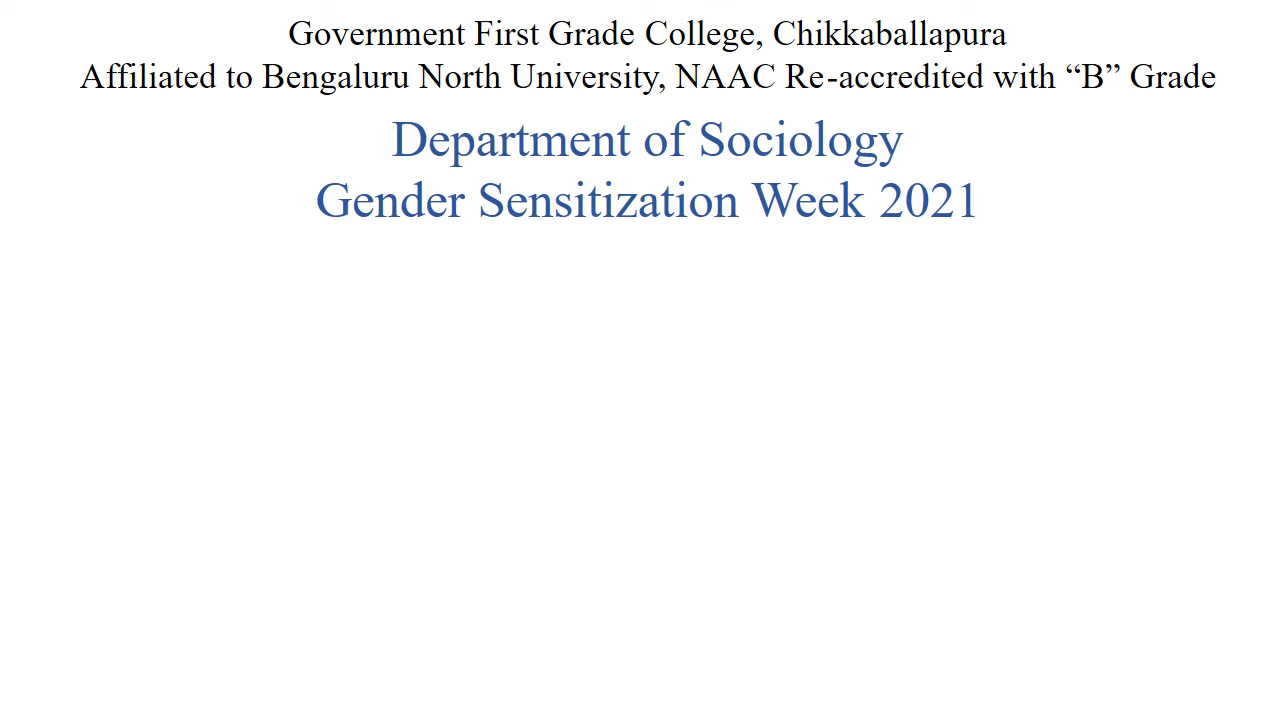 Government First Grade College, Chikkaballapura
Affiliated to Bengaluru North University, NAAC Re-accredited with “B” Grade
Department of Sociology
Gender Sensitization Week 2021